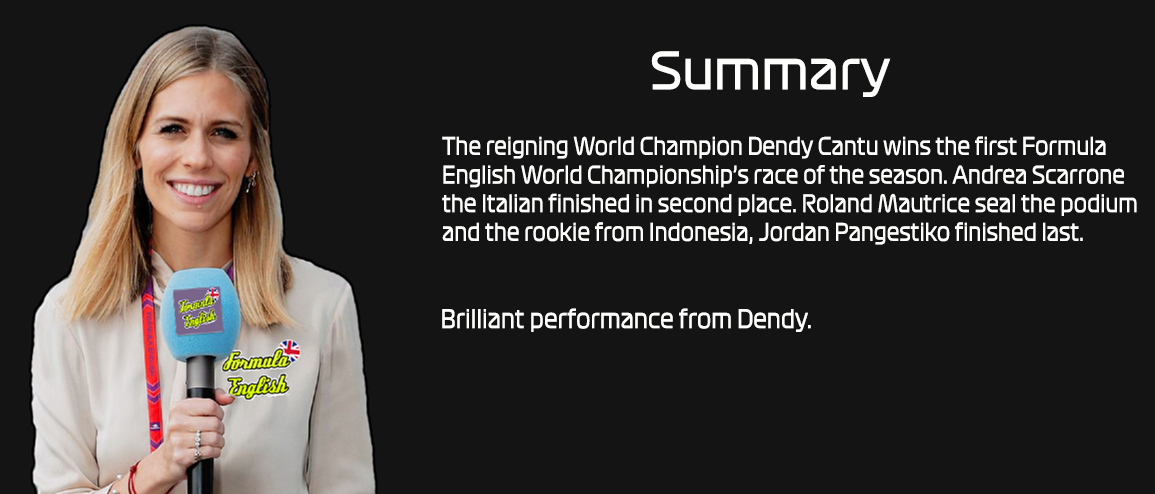 Summary
The reigning World Champion Dendy Cantu wins the first Formula
English World Championship's race of the season. Andrea Scarrone
the Italian finished in second place. Roland Mautrice seal the podium
and the rookie from Indonesia, Jordan Pangestiko finished last.
Brilliant performance from Dendy.
Formula
English
Formula
English